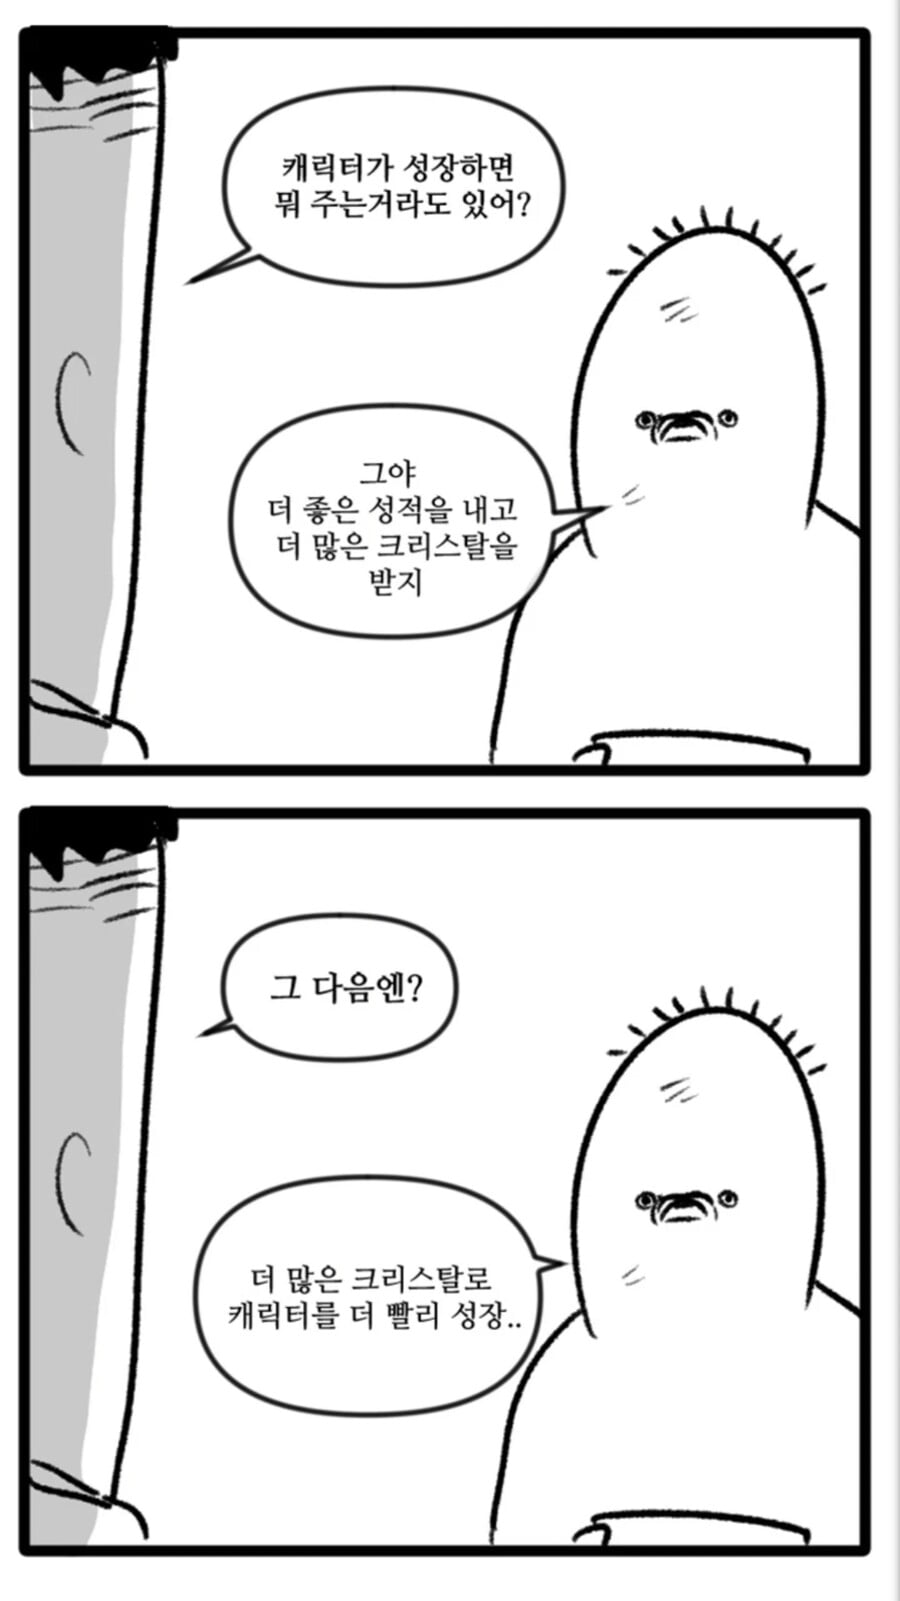 캐릭터가 성장하면
뭐 주는거라도 있어?
그야
더 좋은 성적을 내고
더 많은 크리스탈을
받지
그 다음엔?
더 많은 크리스탈로
캐릭터를 더 빨리 성장..